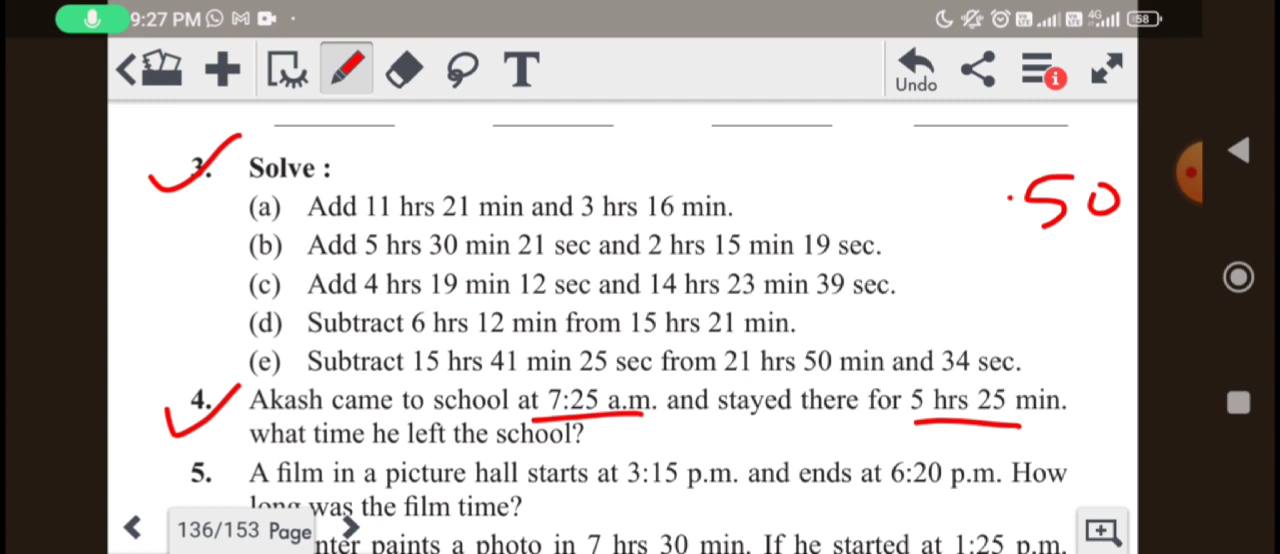 9:27 PM
4G 58
Undo
3. Solve :
50
(a) Add 11 hrs 21 min and 3 hrs 16 min.
(b) Add 5 hrs 30 min 21 sec and 2 hrs 15 min 19 sec.
(c) Add 4 hrs 19 min 12 sec and 14 hrs 23 min 39 sec.
(d) Subtract 6 hrs 12 min from 15 hrs 21 min.
(e) Subtract 15 hrs 41 min 25 sec from 21 hrs 50 min and 34 sec.
4. Akash came to school at 7:25 a.m. and stayed there for 5 hrs 25 min.
what time he left the school?
5. A film in a picture hall starts at 3:15 p.m. and ends at 6:20 p.m. How
long was the film time?
136/153 Page
nter paints a photo in 7 hrs 30 min. If he started at 1:25 p.m.